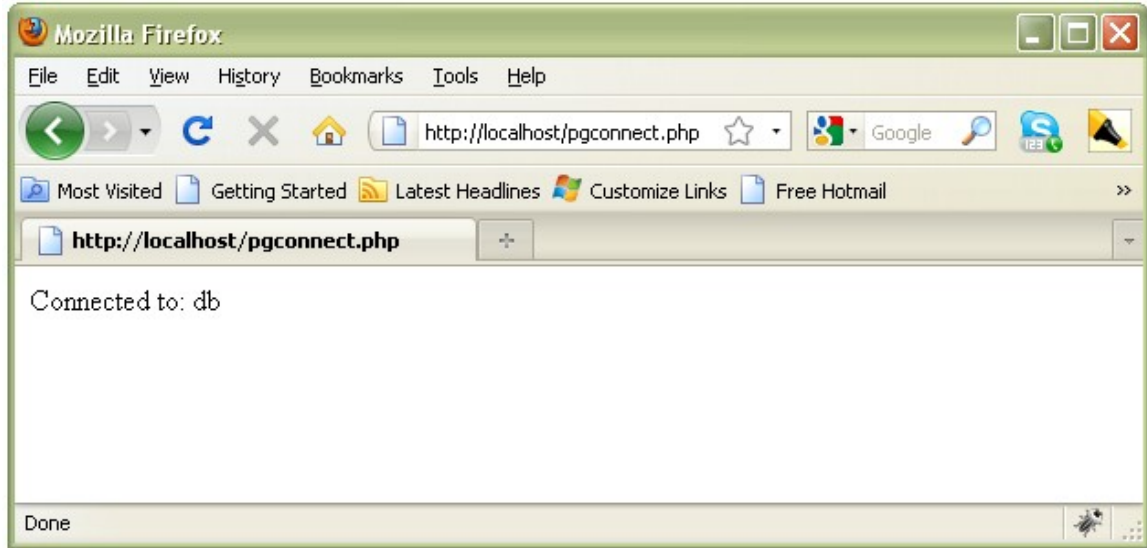 Mozilla Firefox
File Edit View History Bookmarks Tools Help
http://localhost/pgconnect.php Google 123
Most Visited Getting Started Latest Headlines Customize Links Free Hotmail »
http://localhost/pgconnect.php
Connected to: db
Done